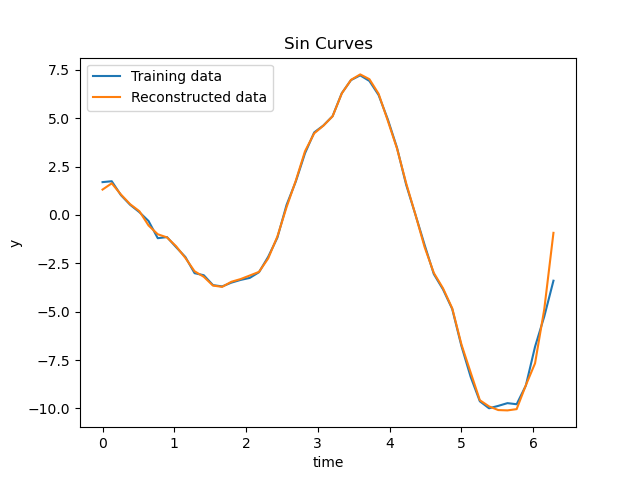 Sin Curves
Training data
Reconstructed data
7.5
5.0
2.5
0.0
−2.5
−5.0
−7.5
−10.0
y
0 1 2 3 4 5 6
time